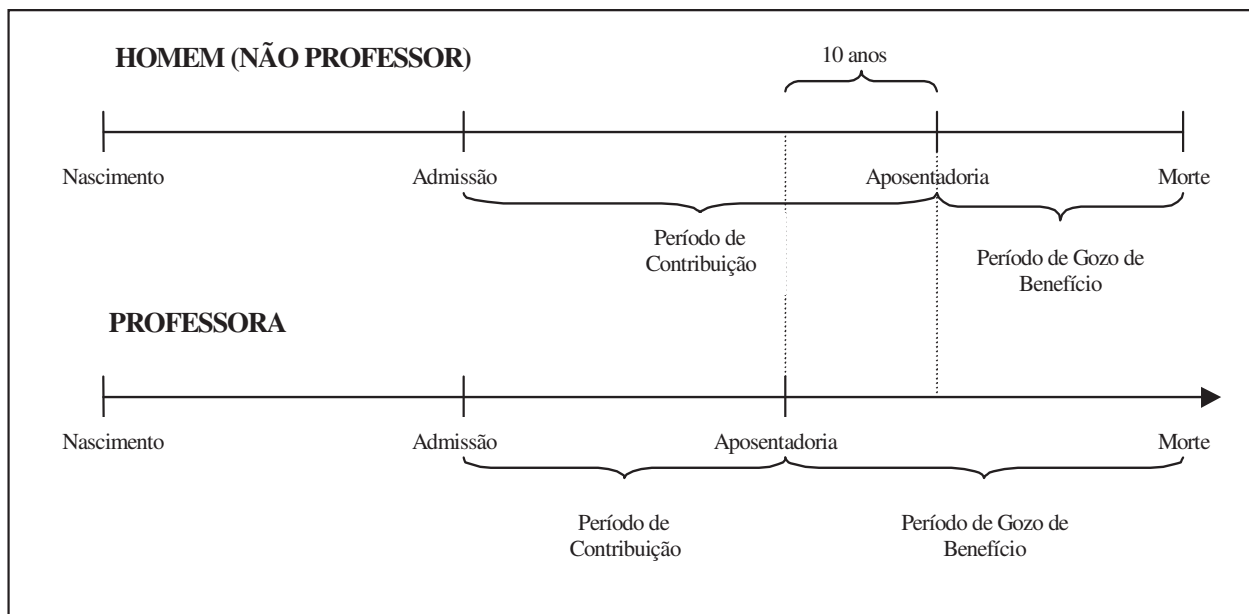 HOMEM (NÃO PROFESSOR)
10 anos
Nascimento
Admissão
Aposentadoria
Morte
Período de
Contribuição
Período de Gozo de
Benefício
PROFESSORA
Nascimento
Admissão
Aposentadoria
Morte
Período de
Contribuição
Período de Gozo de
Benefício